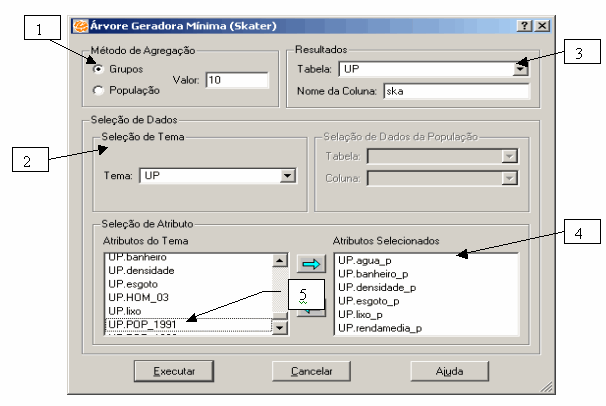 Árvore Geradora Mínima (Skater)
1
Método de Agregação
Grupos
População
Valor: 10
Resultados
Tabela: UP
Nome da Coluna: ska
3
Seleção de Dados
2
Seleção de Tema
Tema: UP
Selação de Dados da População
Tabela:
Coluna:
Seleção de Atributo
Atributos do Tema
UP.banheiro
UP.densidade
UP.esgoto
UP.HOM_03
UP.lixo
UP.POP_1991
5
Atributos Selecionados
UP.agua_p
UP.banheiro_p
UP.densidade_p
UP.esgoto_p
UP.lixo_p
UP.rendamedia_p
4
Executar
Cancelar
Ajuda